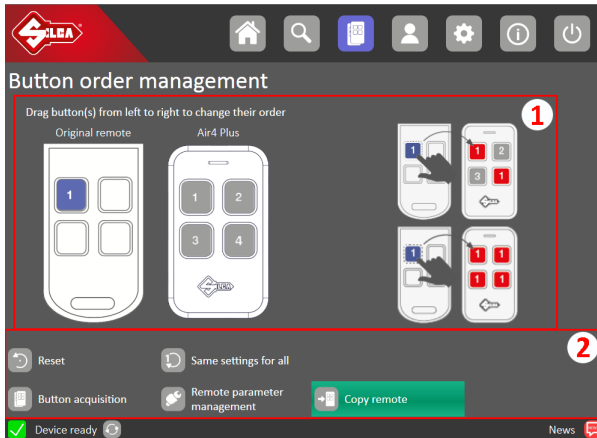 SILCA
Button order management
Drag button(s) from left to right to change their order
1
Original remote
Air4 Plus
1
1 2
3 4
SILCA
1
1 2
3 1
1
1 1
1 1
2
Reset
Same settings for all
Button acquisition
Remote parameter
management
Copy remote
Device ready
News